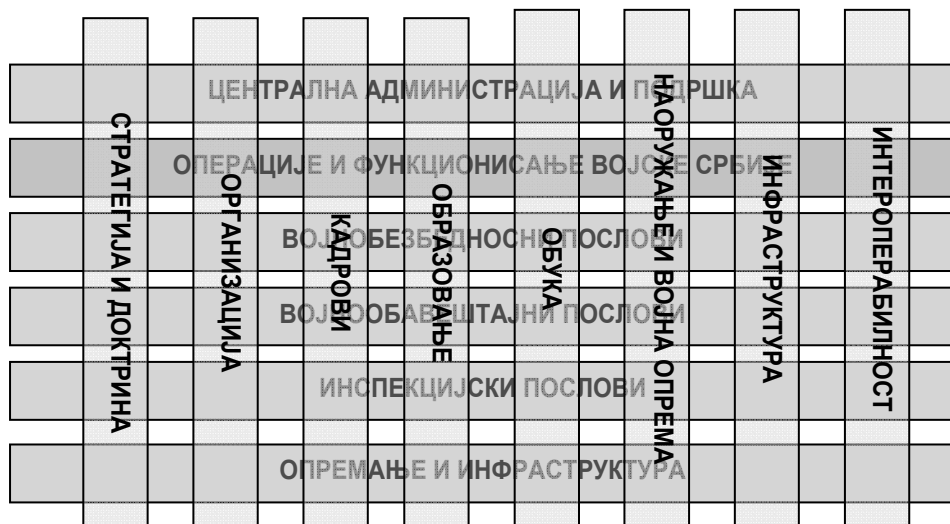 ЦЕНТРАЛНА АДМИНИСТРАЦИЈА И ПОДРШКА
ОПЕРАЦИЈЕ И ФУНКЦИОНИСАЊЕ ВОЈСКЕ СРБИЈЕ
ВОЈНОБЕЗБЕДНОСНИ ПОСЛОВИ
ВОЈНООБАВЕШТАЈНИ ПОСЛОВИ
ИНСПЕКЦИЈСКИ ПОСЛОВИ
ОПРЕМАЊЕ И ИНФРАСТРУКТУРА
СТРАТЕГИЈА И ДОКТРИНА
ОРГАНИЗАЦИЈА
КАДРОВИ
ОБРАЗОВАЊЕ
ОБУКА
НАОРУЖАЊЕ И ВОЈНА ОПРЕМА
ИНФРАСТРУКТУРА
ИНТЕРОПЕРАБИЛНОСТ